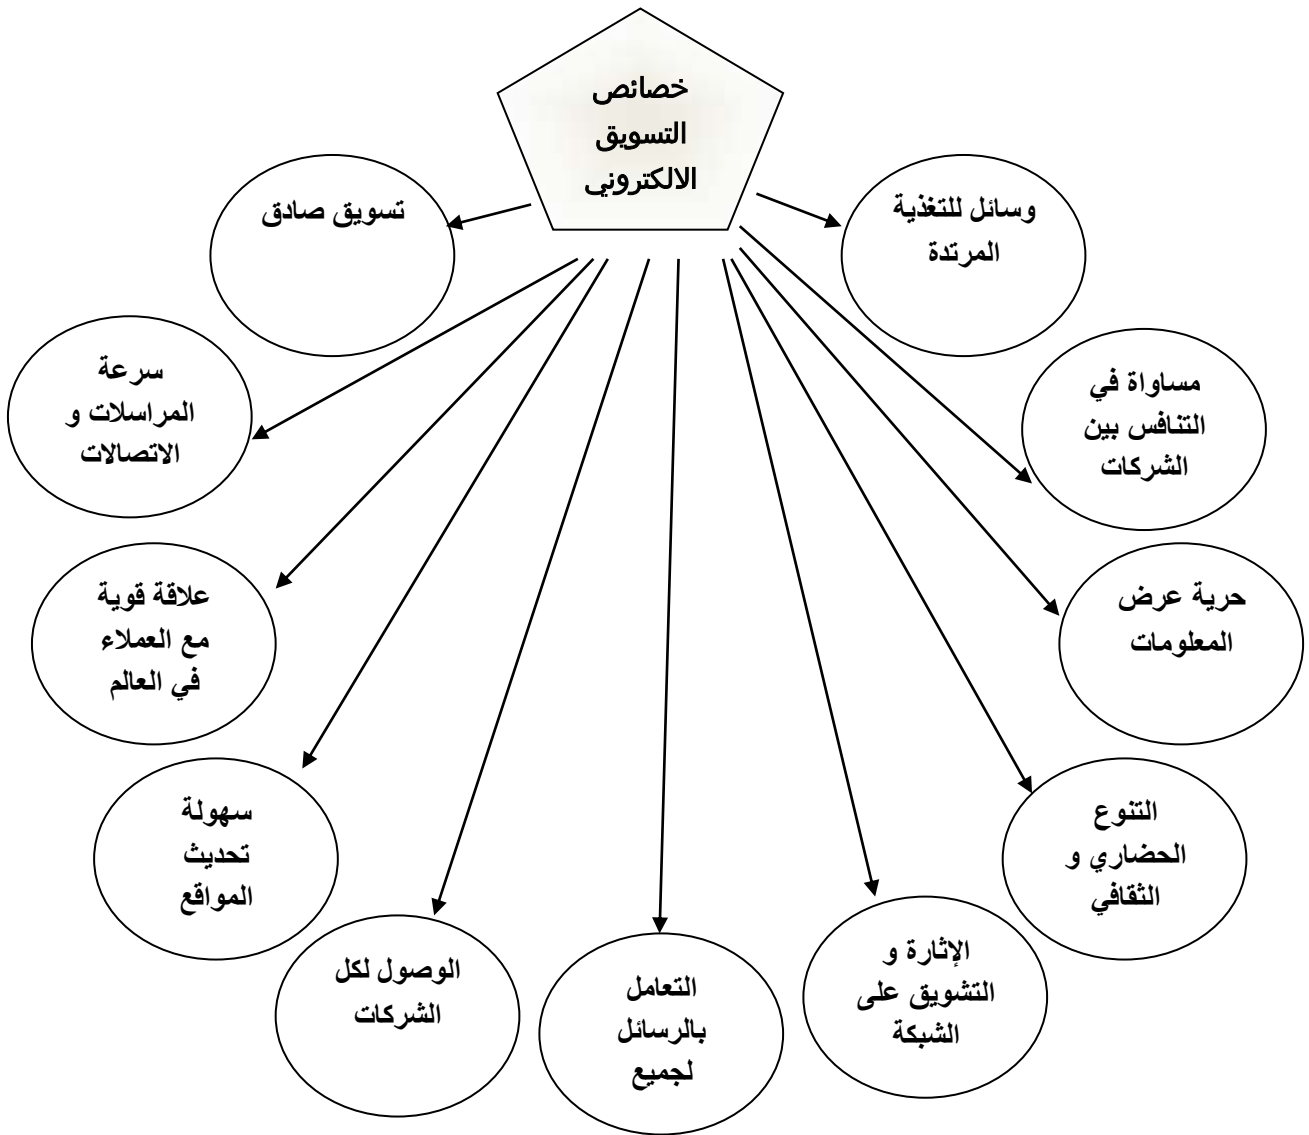 خصائص
التسويق
الالكتروني
وسائل للتغذية
المرتدة
مساواة في
التنافس بين
الشركات
حرية عرض
المعلومات
التنوع
الحضاري و
الثقافي
الإثارة و
التشويق على
الشبكة
التعامل
بالرسائل
لجميع
الوصول لكل
الشركات
سهولة
تحديث
المواقع
علاقة قوية
مع العملاء
في العالم
سرعة
المراسلات و
الاتصالات
تسويق صادق